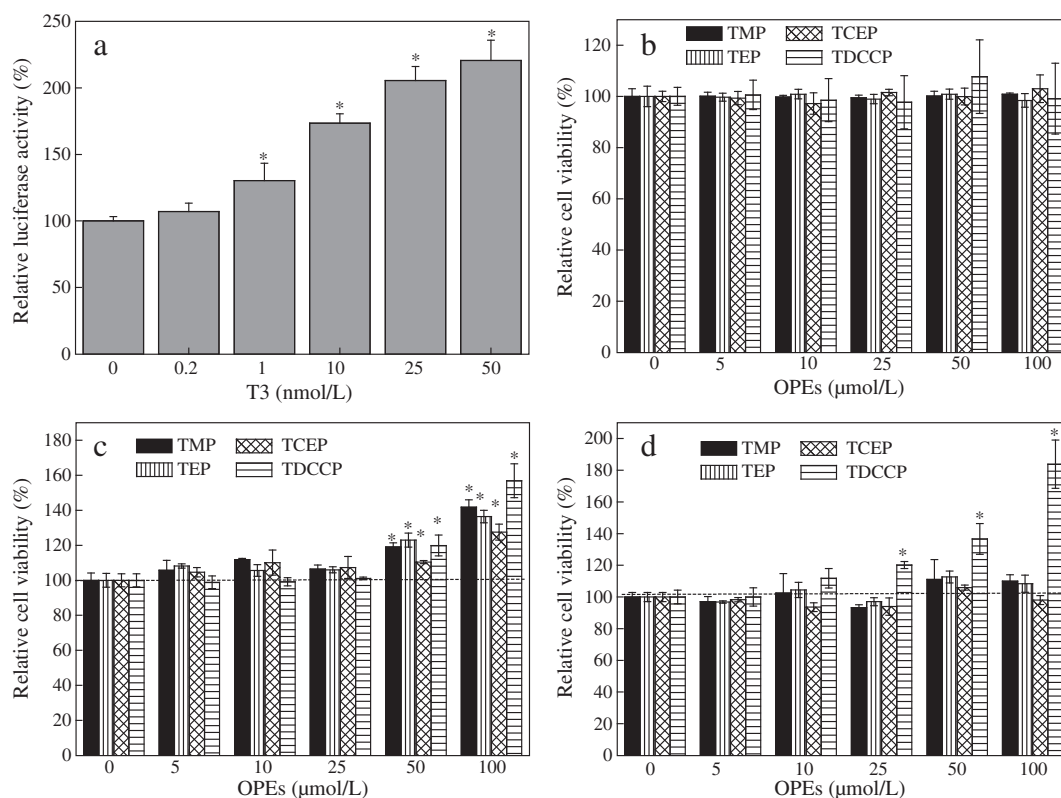 a
250
200
150
100
50
0
Relative luciferase activity (%)
* * * *
0 0.2 1 10 25 50
T3 (nmol/L)
b
TMP TCEP
TEP TDCCP
120
100
80
60
40
20
0
Relative cell viability (%)
0 5 10 25 50 100
OPEs (μmol/L)
c
TMP TCEP
TEP TDCCP
180
160
140
120
100
80
60
40
20
0
Relative cell viability (%)
* * * * * * * *
0 5 10 25 50 100
OPEs (μmol/L)
d
TMP TCEP
TEP TDCCP
200
180
160
140
120
100
80
60
40
20
0
Relative cell viability (%)
* * *
0 5 10 25 50 100
OPEs (μmol/L)